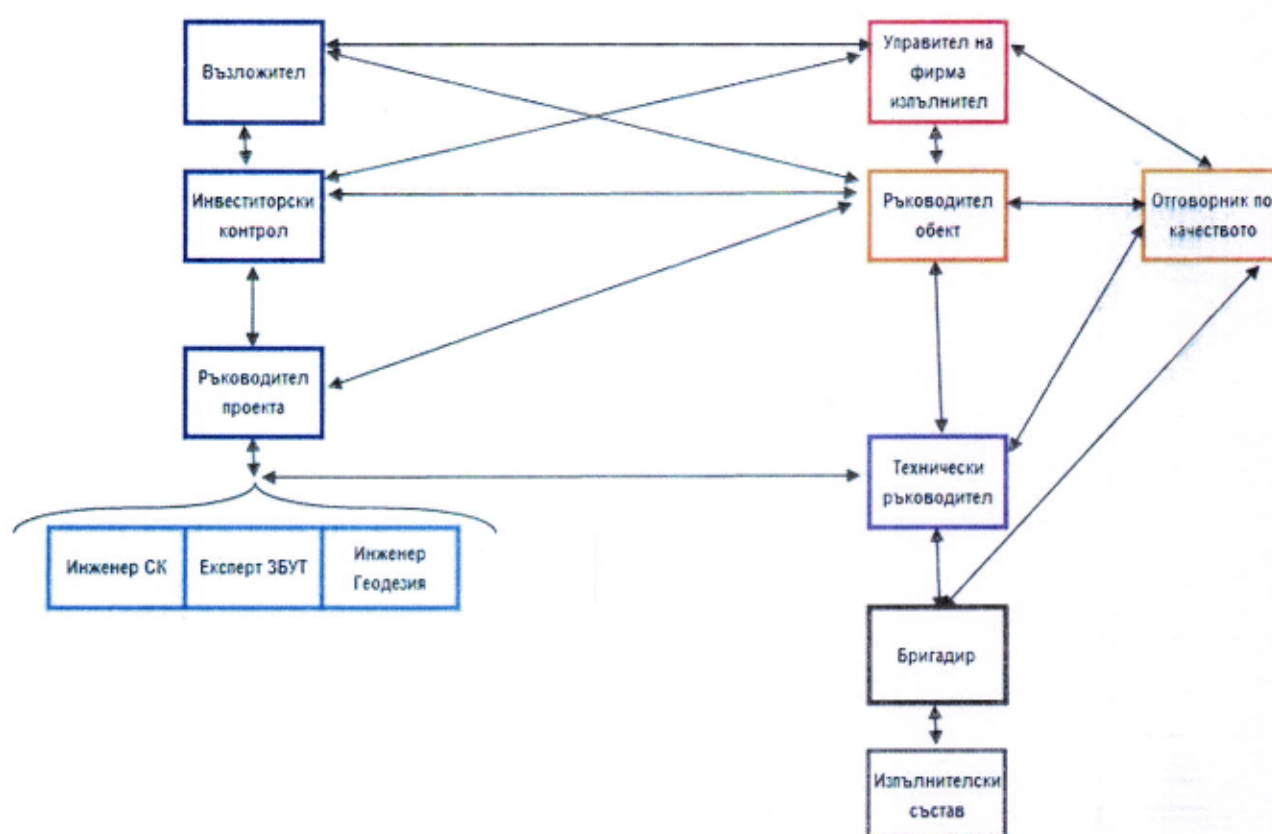 Възложител
Управител на
фирма
изпълнител
Инвеститорски
контрол
Ръководител
обект
Отговорник по
качеството
Ръководител
проекта
Технически
ръководител
Инженер СК
Експерт ЗБУТ
Инженер
Геодезия
Бригадир
Изпълнителски
състав